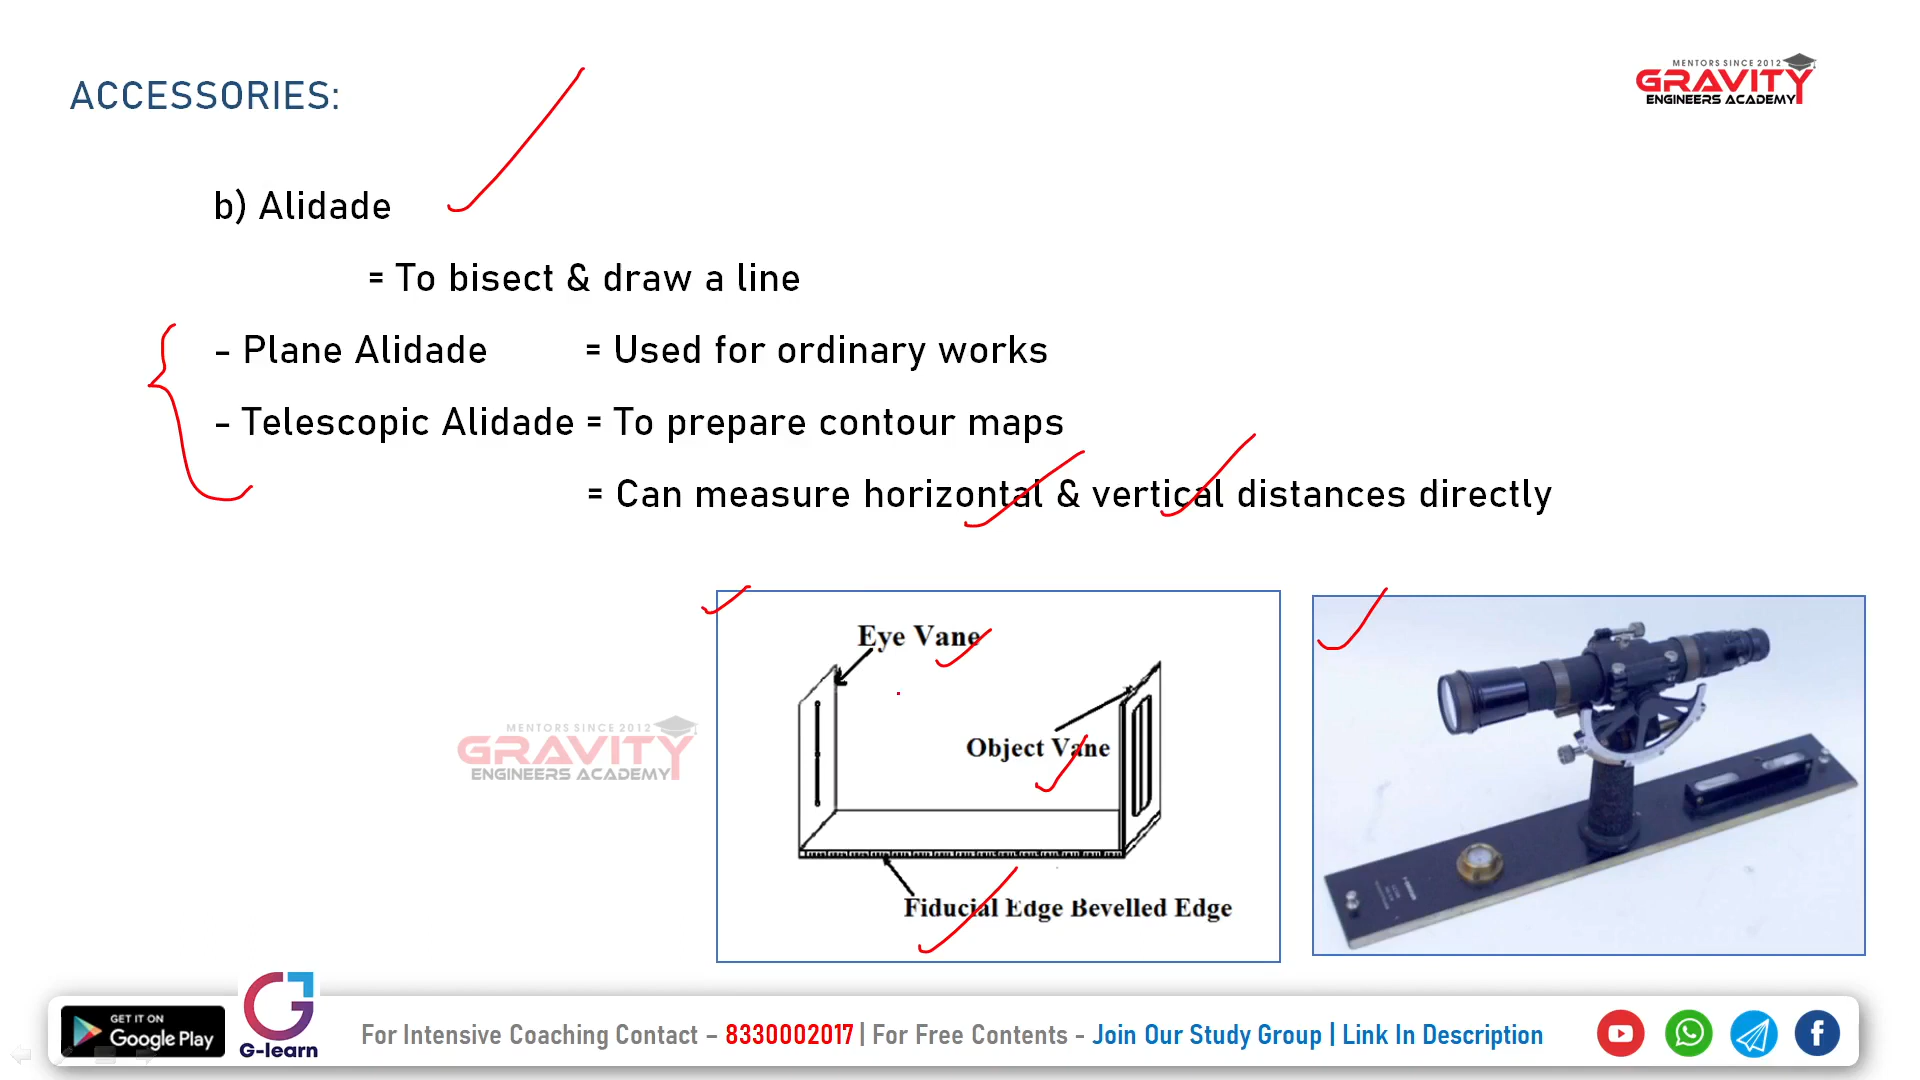 MENTORS SINCE 2012
GRAVITY
ENGINEERS ACADEMY
ACCESSORIES:
b) Alidade
= To bisect & draw a line
- Plane Alidade = Used for ordinary works
- Telescopic Alidade = To prepare contour maps
= Can measure horizontal & vertical distances directly
Eye Vane
Object Vane
Fiducial Edge Bevelled Edge
MENTORS SINCE 2012
GRAVITY
ENGINEERS ACADEMY
GET IT ON
Google Play
G-learn
For Intensive Coaching Contact – 8330002017 | For Free Contents - Join Our Study Group | Link In Description